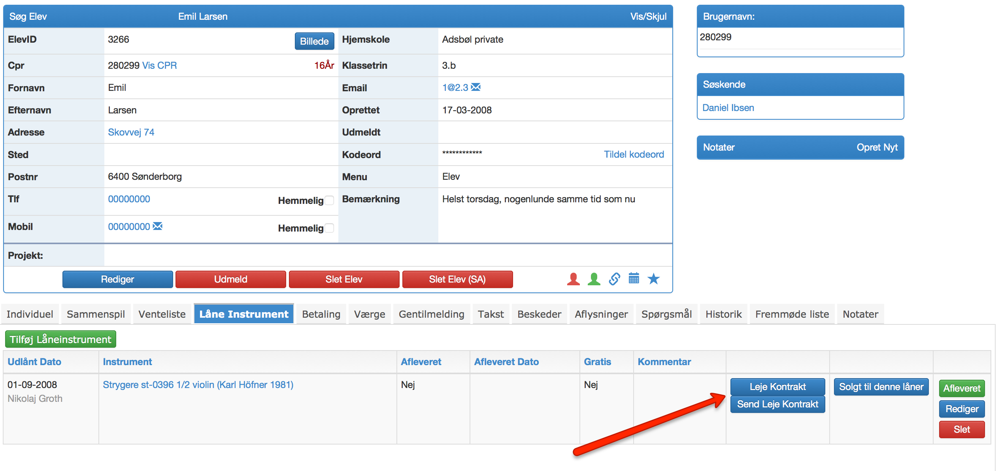 Søg Elev Emil Larsen Vis/Skjul
ElevID 3266 Billede Hjemskole Adsbøl private
Cpr 280299 Vis CPR 16År Klassetrin 3.b
Fornavn Emil Email 1@2.3
Efternavn Larsen Oprettet 17-03-2008
Adresse Skovvej 74 Udmeldt
Sted Kodeord ************ Tildel kodeord
Postnr 6400 Sønderborg Menu Elev
Tlf 00000000 Hemmelig Bemærkning Helst torsdag, nogenlunde samme tid som nu
Mobil 00000000 Hemmelig
Projekt:
Rediger Udmeld Slet Elev Slet Elev (SA)
Brugernavn:
280299
Søskende
Daniel Ibsen
Notater Opret Nyt
Individuel Sammenspil Venteliste Låne Instrument Betaling Værge Gentilmelding Takst Beskeder Aflysninger Spørgsmål Historik Fremmøde liste Notater
Tilføj Låneinstrument
Udlånt Dato Instrument Afleveret Afleveret Dato Gratis Kommentar
01-09-2008 Strygere st-0396 1/2 violin (Karl Höfner 1981) Nej Nej Leje Kontrakt Solgt til denne låner Afleveret
Nikolaj Groth Send Leje Kontrakt Rediger
Slet